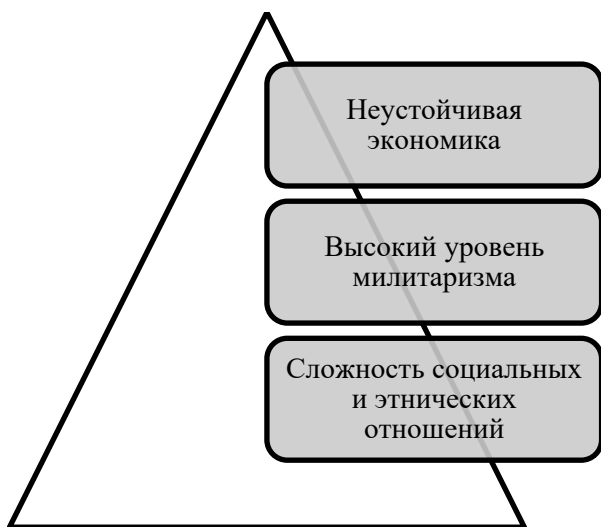 Неустойчивая
экономика
Высокий уровень
милитаризма
Сложность социальных
и этнических
отношений